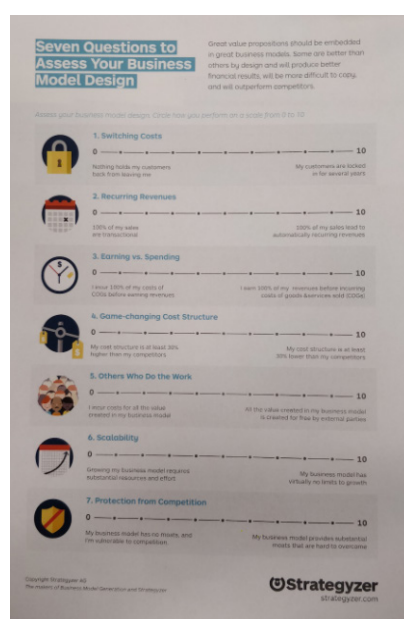 Seven Questions to
Assess Your Business
Model Design
Great value propositions should be embedded
in great business models. Some are better than
others by design and will produce better
financial results, will be more difficult to copy,
and will outperform competitors.
Assess your business model design: Circle how you perform on a scale from 0 to 10
1. Switching Costs
0 10
Nothing holds my customers
back from leaving me
My customers are locked
in for several years
2. Recurring Revenues
0 10
100% of my sales
are transactional
100% of my sales lead to
automatically recurring revenues
3. Earning vs. Spending
0 10
I incur 100% of my costs of
COGs before earning revenues
I earn 100% of my revenues before incurring
costs of goods & services sold (COGs)
4. Game-changing Cost Structure
0 10
$
My cost structure is at least 30%
higher than my competitors
My cost structure is at least
30% lower than my competitors
5. Others Who Do the Work
0 10
I incur costs for all the value
created in my business model
All the value created in my business model
is created for free by external parties
6. Scalability
0 10
Growing my business model requires
substantial resources and effort
My business model has
virtually no limits to growth
7. Protection from Competition
0 10
My business model has no moats, and
I'm vulnerable to competition
My business model provides substantial
moats that are hard to overcome
Copyright Strategyzer AG
The makers of Business Model Generation and Strategyzer
Strategyzer
strategyzer.com